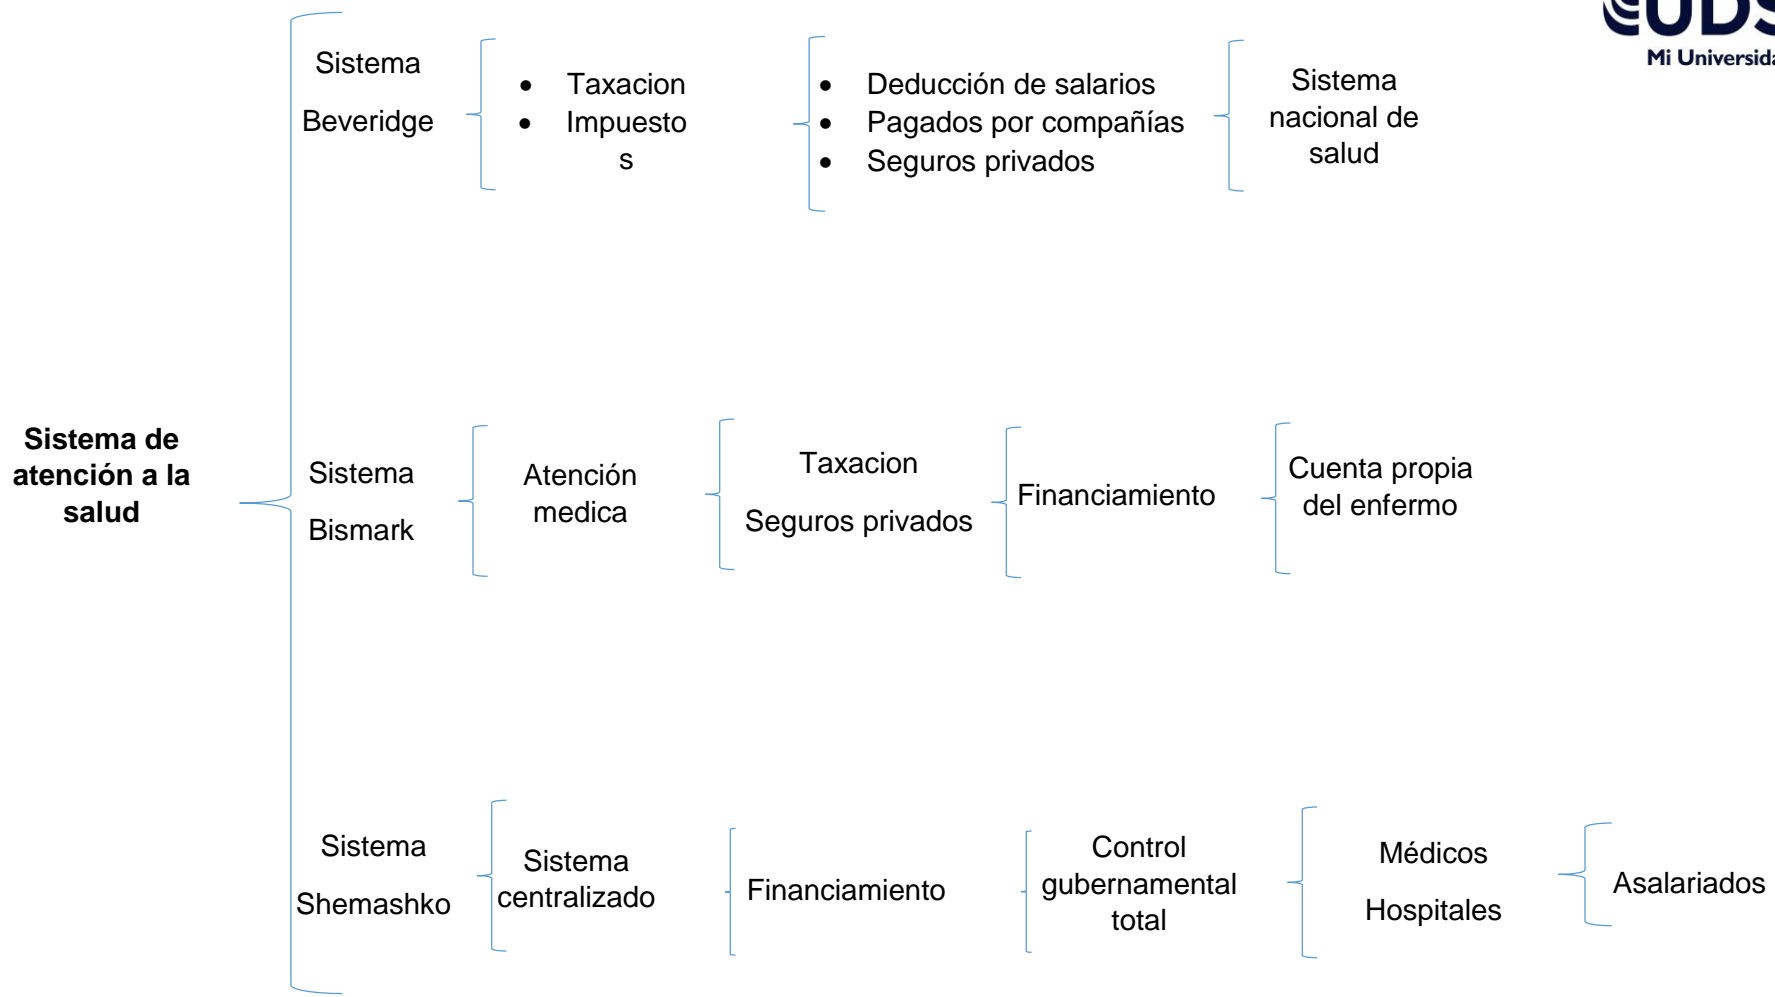 UDS
Mi Universidad
Sistema
Beveridge
• Taxacion
• Impuesto
s
• Deducción de salarios
• Pagados por compañías
• Seguros privados
Sistema
nacional de
salud
Sistema de
atención a la
salud
Sistema
Bismark
Atención
medica
Taxacion
Seguros privados
Financiamiento
Cuenta propia
del enfermo
Sistema
Shemashko
Sistema
centralizado
Financiamiento
Control
gubernamental
total
Médicos
Hospitales
Asalariados